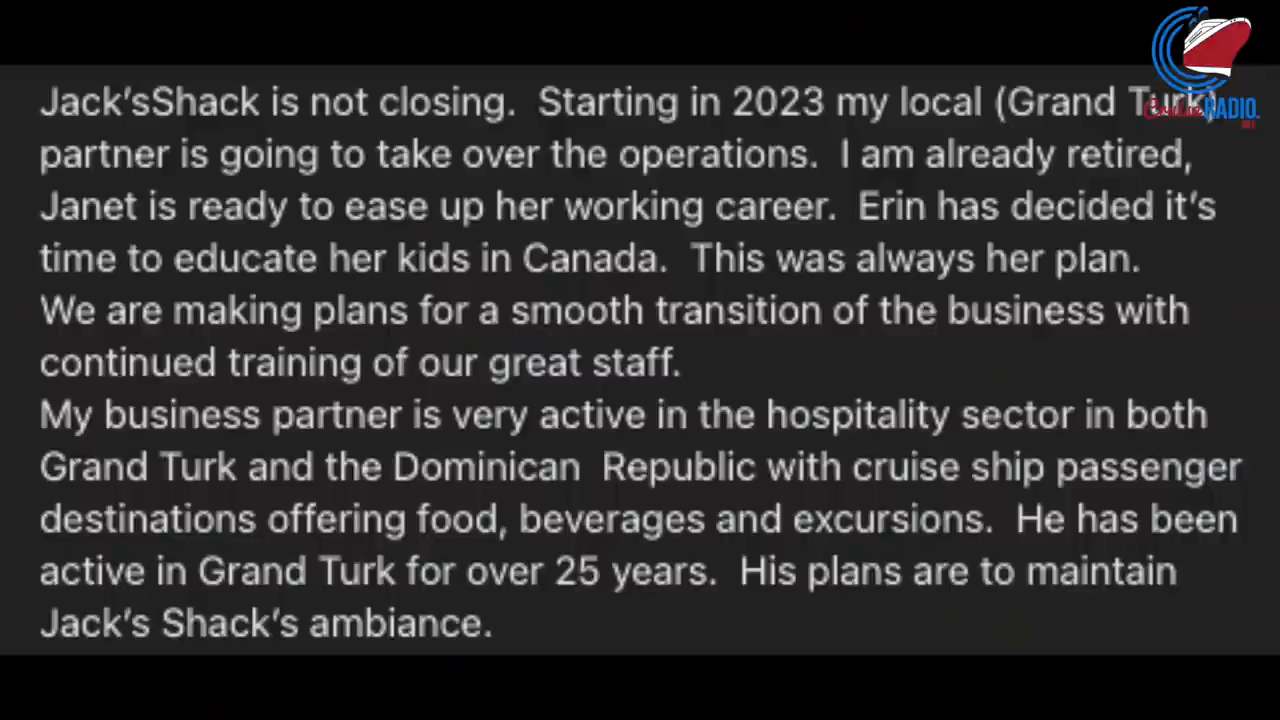 Jack'sShack is not closing.  Starting in 2023 my local (Grand Turk)
partner is going to take over the operations.  I am already retired,
Janet is ready to ease up her working career.  Erin has decided it's
time to educate her kids in Canada.  This was always her plan.
We are making plans for a smooth transition of the business with
continued training of our great staff.
My business partner is very active in the hospitality sector in both
Grand Turk and the Dominican  Republic with cruise ship passenger
destinations offering food, beverages and excursions.  He has been
active in Grand Turk for over 25 years.  His plans are to maintain
Jack's Shack's ambiance.
Cruise RADIO.
NET